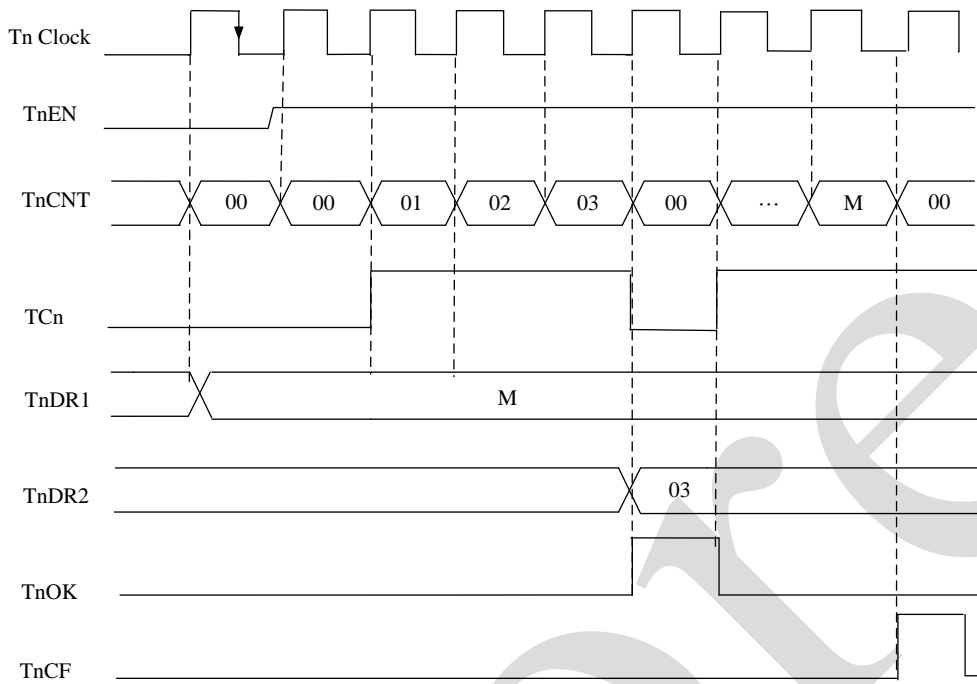 Tn Clock
TnEN
TnCNT 00 00 01 02 03 00 ... M 00
TCn
TnDR1 M
TnDR2 03
TnOK
TnCF